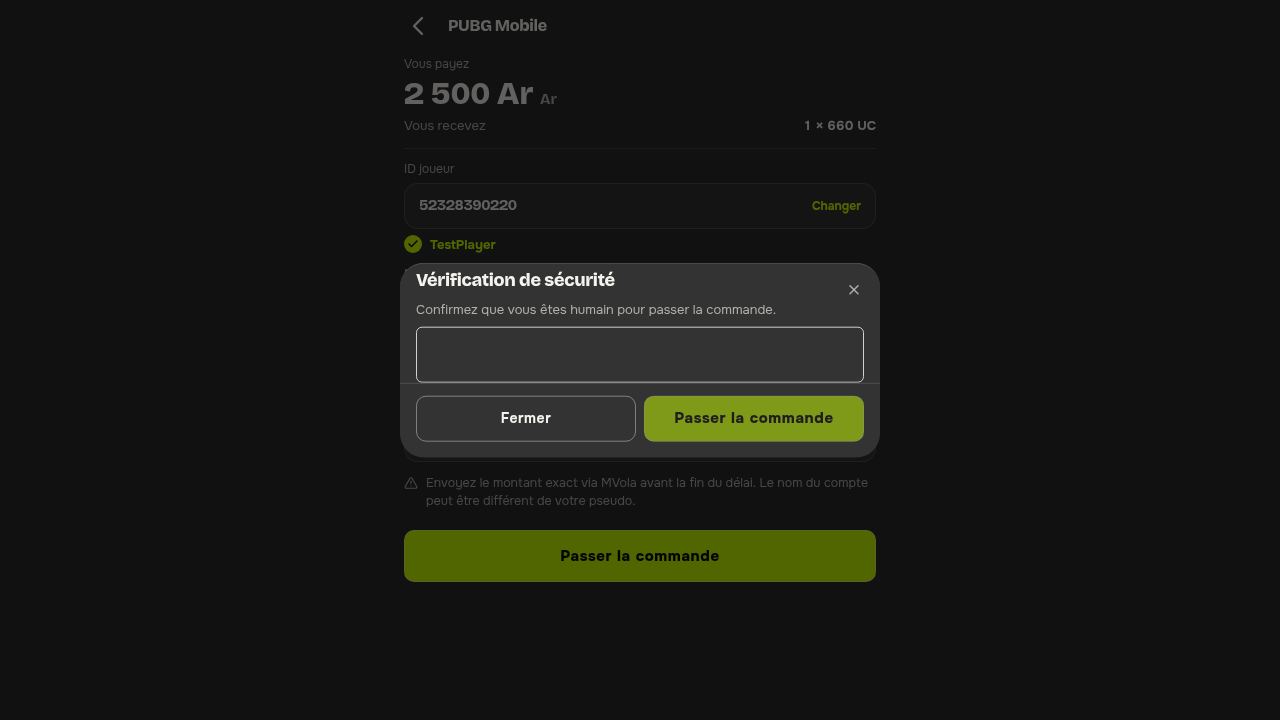 PUBG Mobile
Vous payez
2 500 Ar Ar
Vous recevez 1 × 660 UC
ID joueur
52328390220 Changer
TestPlayer
Vérification de sécurité
×
Confirmez que vous êtes humain pour passer la commande.
Fermer Passer la commande
Envoyez le montant exact via MVola avant la fin du délai. Le nom du compte
peut être différent de votre pseudo.
Passer la commande